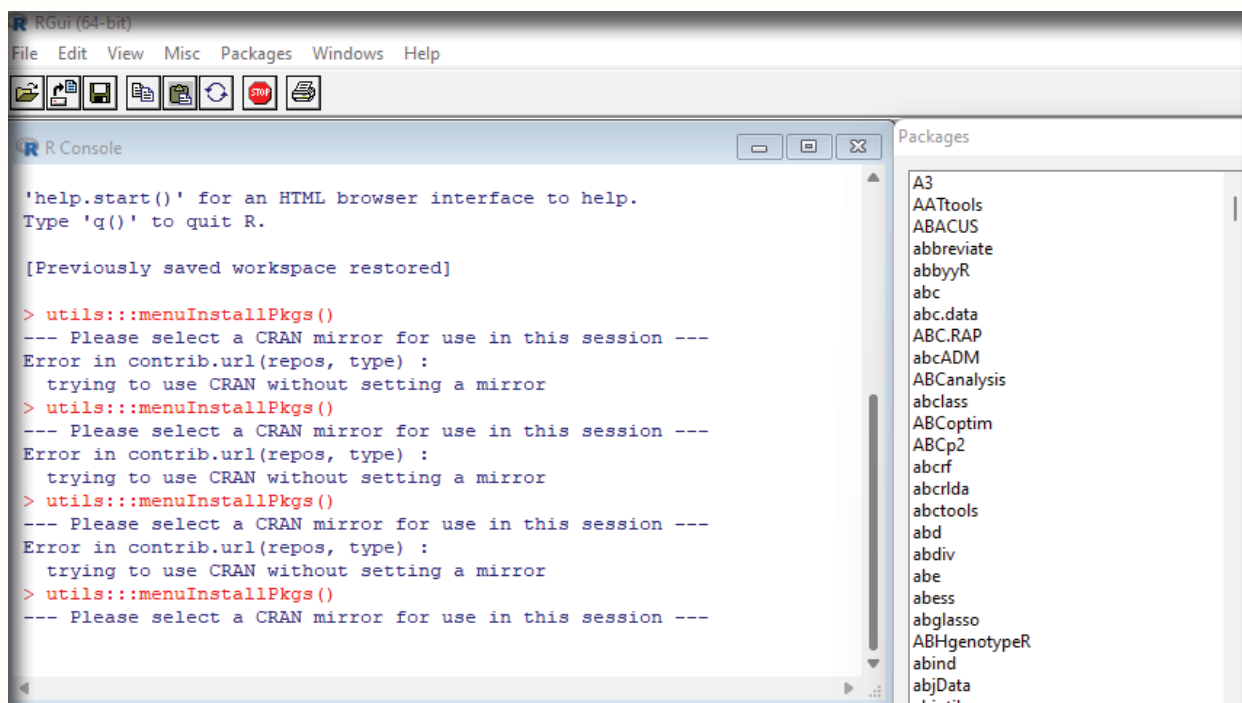 RGui (64-bit)
File Edit View Misc Packages Windows Help
STOP
R Console
'help.start()' for an HTML browser interface to help.
Type 'q()' to quit R.
[Previously saved workspace restored]
> utils:::menuInstallPkgs()
--- Please select a CRAN mirror for use in this session ---
Error in contrib.url(repos, type) :
trying to use CRAN without setting a mirror
> utils:::menuInstallPkgs()
--- Please select a CRAN mirror for use in this session ---
Error in contrib.url(repos, type) :
trying to use CRAN without setting a mirror
> utils:::menuInstallPkgs()
--- Please select a CRAN mirror for use in this session ---
Error in contrib.url(repos, type) :
trying to use CRAN without setting a mirror
> utils:::menuInstallPkgs()
--- Please select a CRAN mirror for use in this session ---
Packages
A3
AATtools
ABACUS
abbreviate
abbyyR
abc
abc.data
ABC.RAP
abcADM
ABCanalysis
abclass
ABCoptim
ABCp2
abcrf
abcrlda
abctools
abd
abdiv
abe
abess
abglasso
ABHgenotypeR
abind
abjData